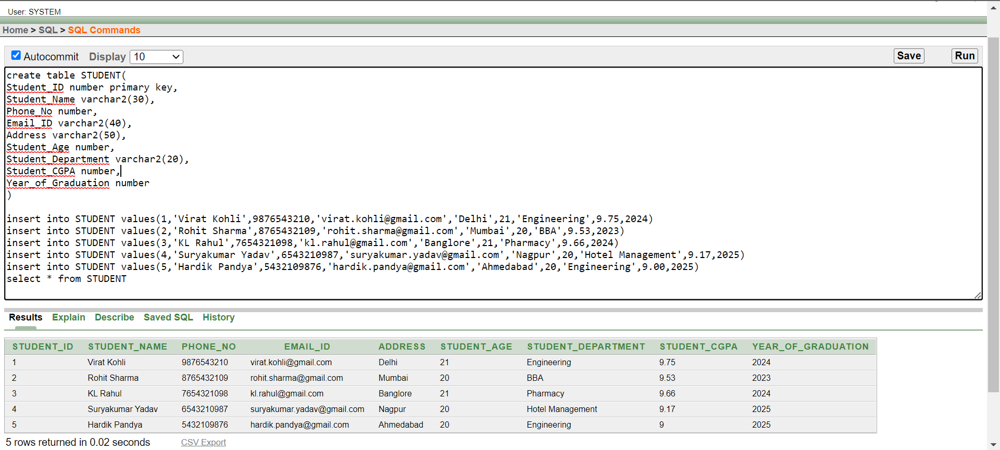 User: SYSTEM
Home > SQL > SQL Commands
Autocommit Display 10 Save Run
create table STUDENT(
Student_ID number primary key,
Student_Name varchar2(30),
Phone_No number,
Email_ID varchar2(40),
Address varchar2(50),
Student_Age number,
Student_Department varchar2(20),
Student_CGPA number,
Year_of_Graduation number
)
insert into STUDENT values(1,'Virat Kohli',9876543210,'virat.kohli@gmail.com','Delhi',21,'Engineering',9.75,2024)
insert into STUDENT values(2,'Rohit Sharma',8765432109,'rohit.sharma@gmail.com','Mumbai',20,'BBA',9.53,2023)
insert into STUDENT values(3,'KL Rahul',7654321098,'kl.rahul@gmail.com','Banglore',21,'Pharmacy',9.66,2024)
insert into STUDENT values(4,'Suryakumar Yadav',6543210987,'suryakumar.yadav@gmail.com','Nagpur',20,'Hotel Management',9.17,2025)
insert into STUDENT values(5,'Hardik Pandya',5432109876,'hardik.pandya@gmail.com','Ahmedabad',20,'Engineering',9.00,2025)
select * from STUDENT
Results Explain Describe Saved SQL History
STUDENT_ID STUDENT_NAME PHONE_NO EMAIL_ID ADDRESS STUDENT_AGE STUDENT_DEPARTMENT STUDENT_CGPA YEAR_OF_GRADUATION
1 Virat Kohli 9876543210 virat.kohli@gmail.com Delhi 21 Engineering 9.75 2024
2 Rohit Sharma 8765432109 rohit.sharma@gmail.com Mumbai 20 BBA 9.53 2023
3 KL Rahul 7654321098 kl.rahul@gmail.com Banglore 21 Pharmacy 9.66 2024
4 Suryakumar Yadav 6543210987 suryakumar.yadav@gmail.com Nagpur 20 Hotel Management 9.17 2025
5 Hardik Pandya 5432109876 hardik.pandya@gmail.com Ahmedabad 20 Engineering 9 2025
5 rows returned in 0.02 seconds CSV Export